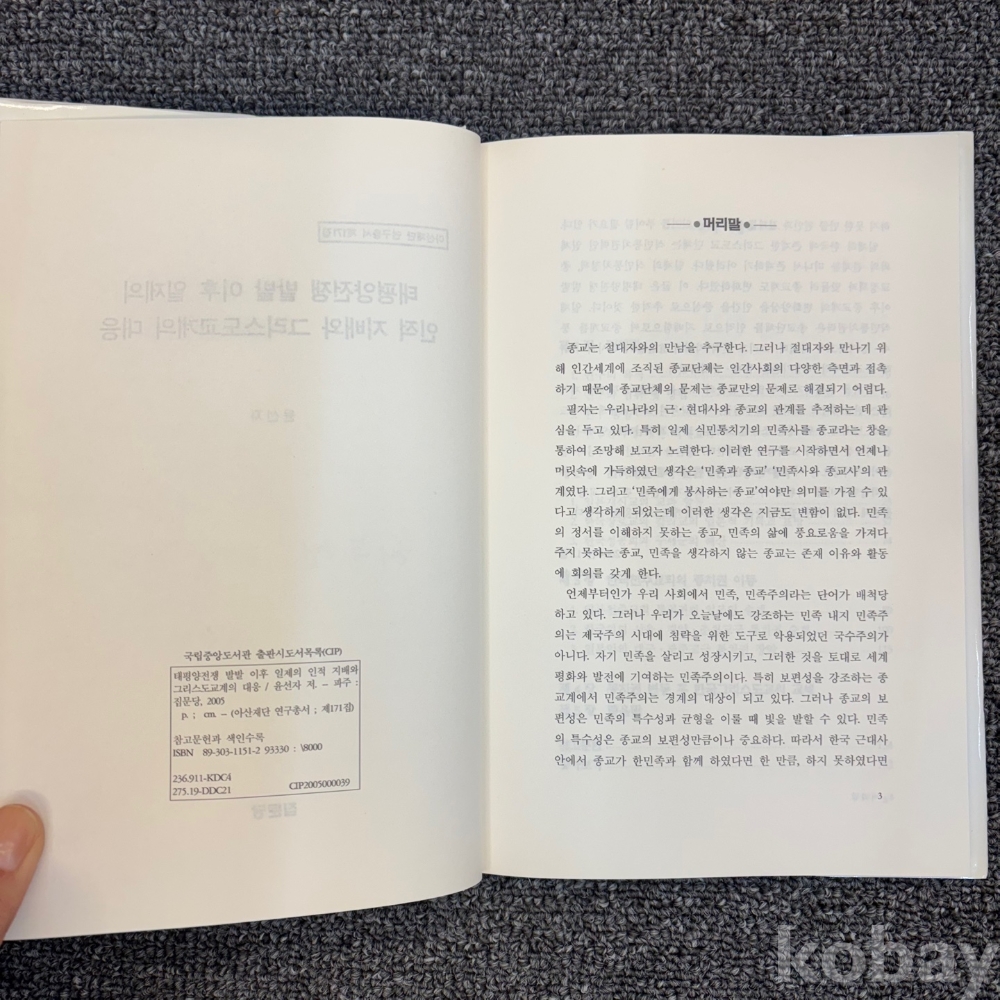 국립중앙도서관 출판시도서목록(CIP)
태평양전쟁 발발 이후 일제의 인적 지배와
그리스도교계의 대응 / 윤선자 저. – 파주 :
집문당, 2005
p. ; cm. – (아산재단 연구총서 ; 제171집)
참고문헌과 색인수록
ISBN 89-303-1151-2 93330 : \8000
236.911-KDC4
275.19-DDC21 CIP2005000039
머리말
종교는 절대자와의 만남을 추구한다. 그러나 절대자와 만나기 위
해 인간세계에 조직된 종교단체는 인간사회의 다양한 측면과 접촉
하기 때문에 종교단체의 문제는 종교만의 문제로 해결되기 어렵다.
필자는 우리나라의 근·현대사와 종교의 관계를 추적하는 데 관
심을 두고 있다. 특히 일제 식민통치기의 민족사를 종교라는 창을
통하여 조망해 보고자 노력한다. 이러한 연구를 시작하면서 언제나
머릿속에 가득하였던 생각은 ‘민족과 종교’ ‘민족사와 종교사’의 관
계였다. 그리고 ‘민족에게 봉사하는 종교’여야만 의미를 가질 수 있
다고 생각하게 되었는데 이러한 생각은 지금도 변함이 없다. 민족
의 정서를 이해하지 못하는 종교, 민족의 삶에 풍요로움을 가져다
주지 못하는 종교, 민족을 생각하지 않는 종교는 존재 이유와 활동
에 회의를 갖게 한다.
언제부터인가 우리 사회에서 민족, 민족주의라는 단어가 배척당
하고 있다. 그러나 우리가 오늘날에도 강조하는 민족 내지 민족주
의는 제국주의 시대에 침략을 위한 도구로 악용되었던 국수주의가
아니다. 자기 민족을 살리고 성장시키고, 그러한 것을 토대로 세계
평화와 발전에 기여하는 민족주의이다. 특히 보편성을 강조하는 종
교계에서 민족주의는 경계의 대상이 되고 있다. 그러나 종교의 보
편성은 민족의 특수성과 균형을 이룰 때 빛을 발할 수 있다. 민족
의 특수성은 종교의 보편성만큼이나 중요하다. 따라서 한국 근대사
안에서 종교가 한민족과 함께 하였다면 한 만큼, 하지 못하였다면
3
kobay